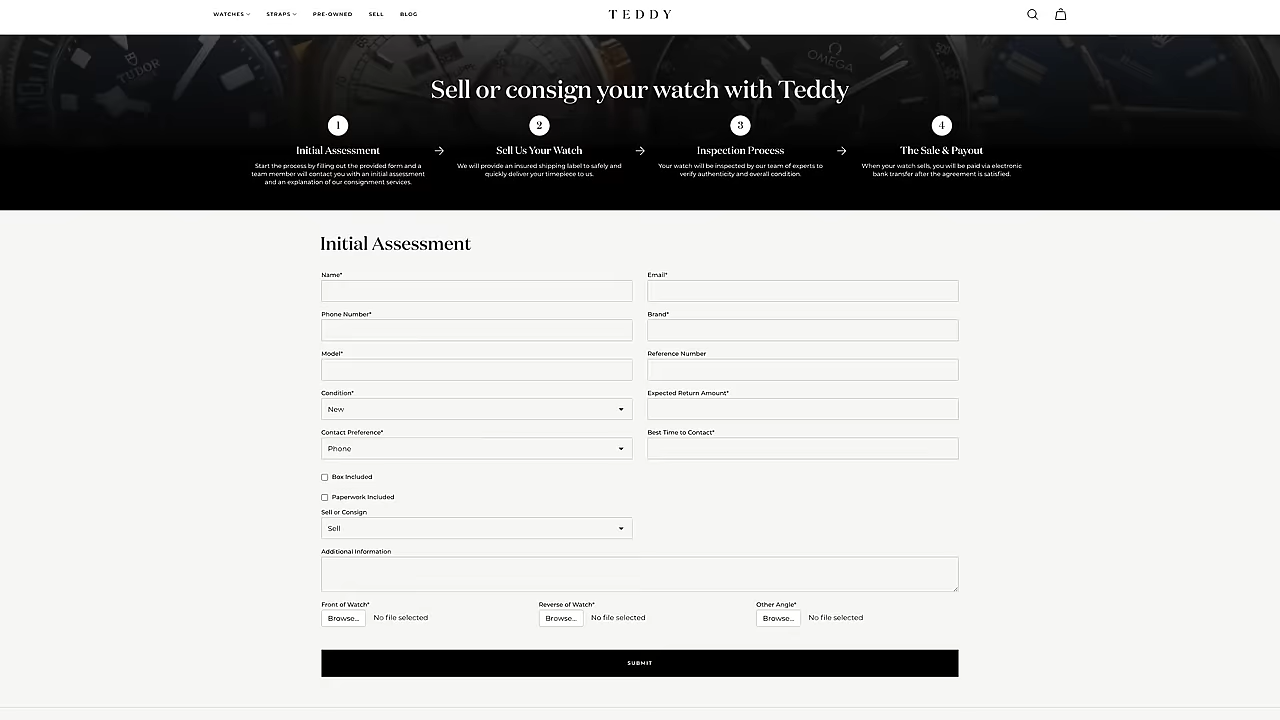 WATCHES STRAPS PRE-OWNED SELL BLOG TEDDY
TUDOR
OMEGA
Sell or consign your watch with Teddy
1 2 3 4
Initial Assessment Sell Us Your Watch Inspection Process The Sale & Payout
Start the process by filling out the provided form and a
team member will contact you with an initial assessment
and an explanation of our consignment services.
We will provide an insured shipping label to safely and
quickly deliver your timepiece to us.
Your watch will be inspected by our team of experts to
verify authenticity and overall condition.
When your watch sells, you will be paid via electronic
bank transfer after the agreement is satisfied.
Initial Assessment
Name* Email*
Phone Number* Brand*
Model* Reference Number
Condition* Expected Return Amount*
New
Contact Preference* Best Time to Contact*
Phone
Box Included
Paperwork Included
Sell or Consign
Sell
Additional Information
Front of Watch* Reverse of Watch* Other Angle*
Browse... No file selected Browse... No file selected Browse... No file selected
SUBMIT